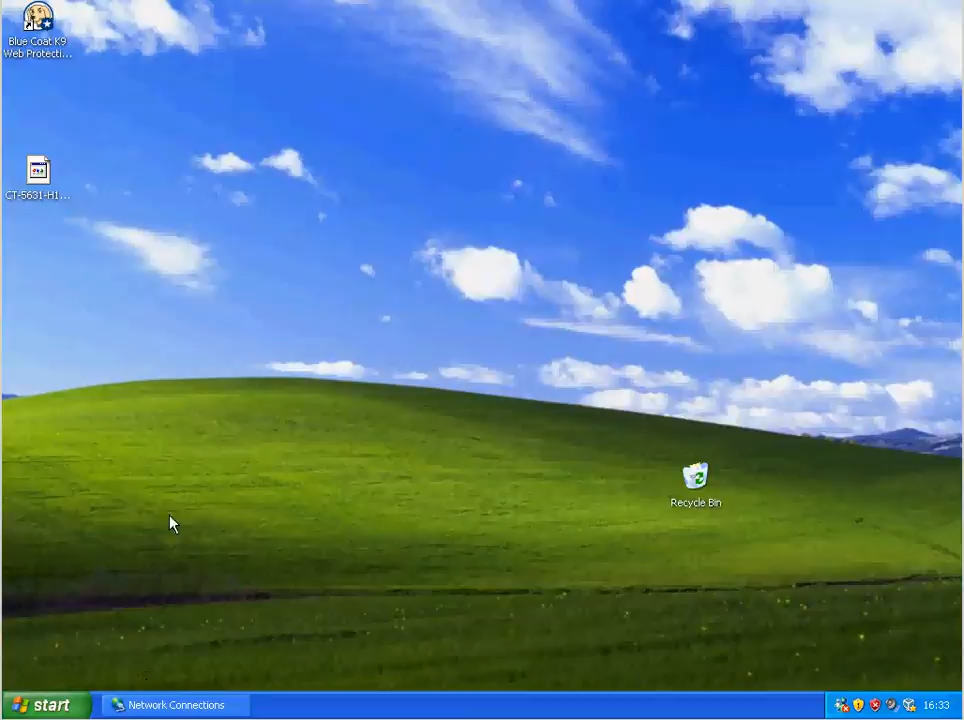 Blue Coat K9
Web Protecti...
CT-5631-H1...
Recycle Bin
start
Network Connections
16:33